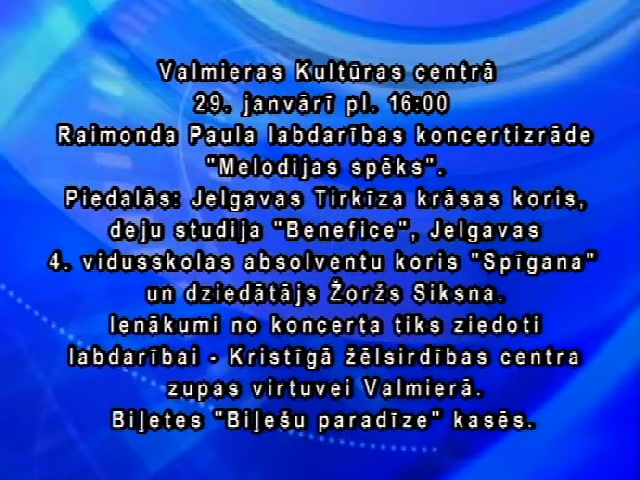 Valmieras Kultūras centrā
29. janvārī pl. 16:00
Raimonda Paula labdarības koncertizrāde
"Melodijas spēks".
Piedalās: Jelgavas Tirkīza krāsas koris,
deju studija "Benefice", Jelgavas
4. vidusskolas absolventu koris "Spīgana"
un dziedātājs Žoržs Siksna.
Ienākumi no koncerta tiks ziedoti
labdarībai - Kristīgā žēlsirdības centra
zupas virtuvei Valmierā.
Biļetes "Biļešu paradīze" kasēs.